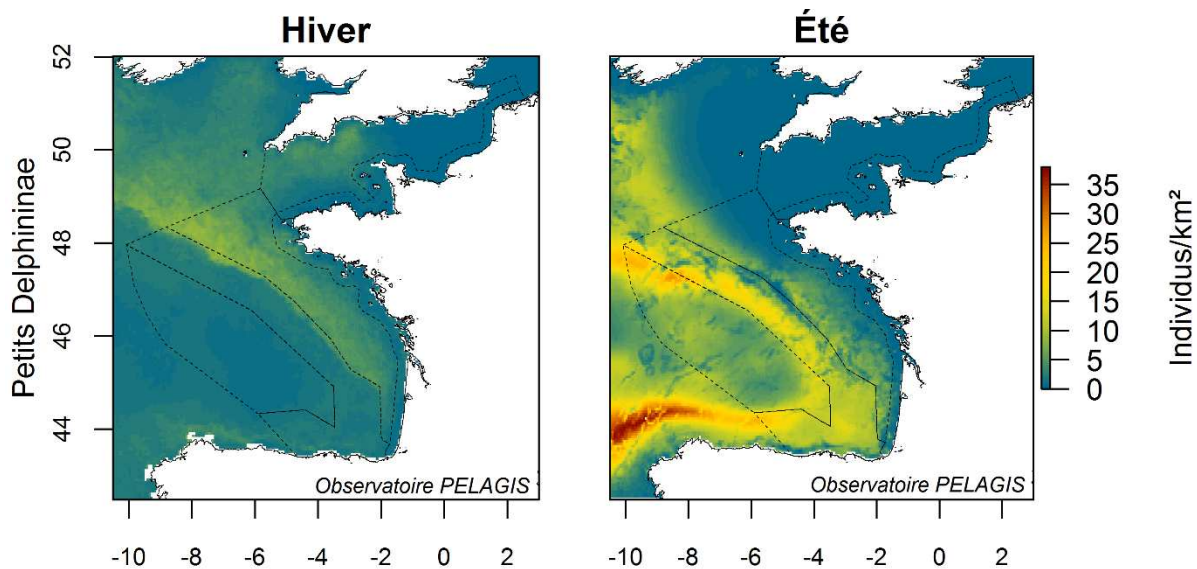 Hiver
Été
Petits Delphininae
52
50
48
46
44
Observatoire PELAGIS
-10 -8 -6 -4 -2 0 2
Observatoire PELAGIS
-10 -8 -6 -4 -2 0 2
35
30
25
20
15
10
5
0
Individus/km²